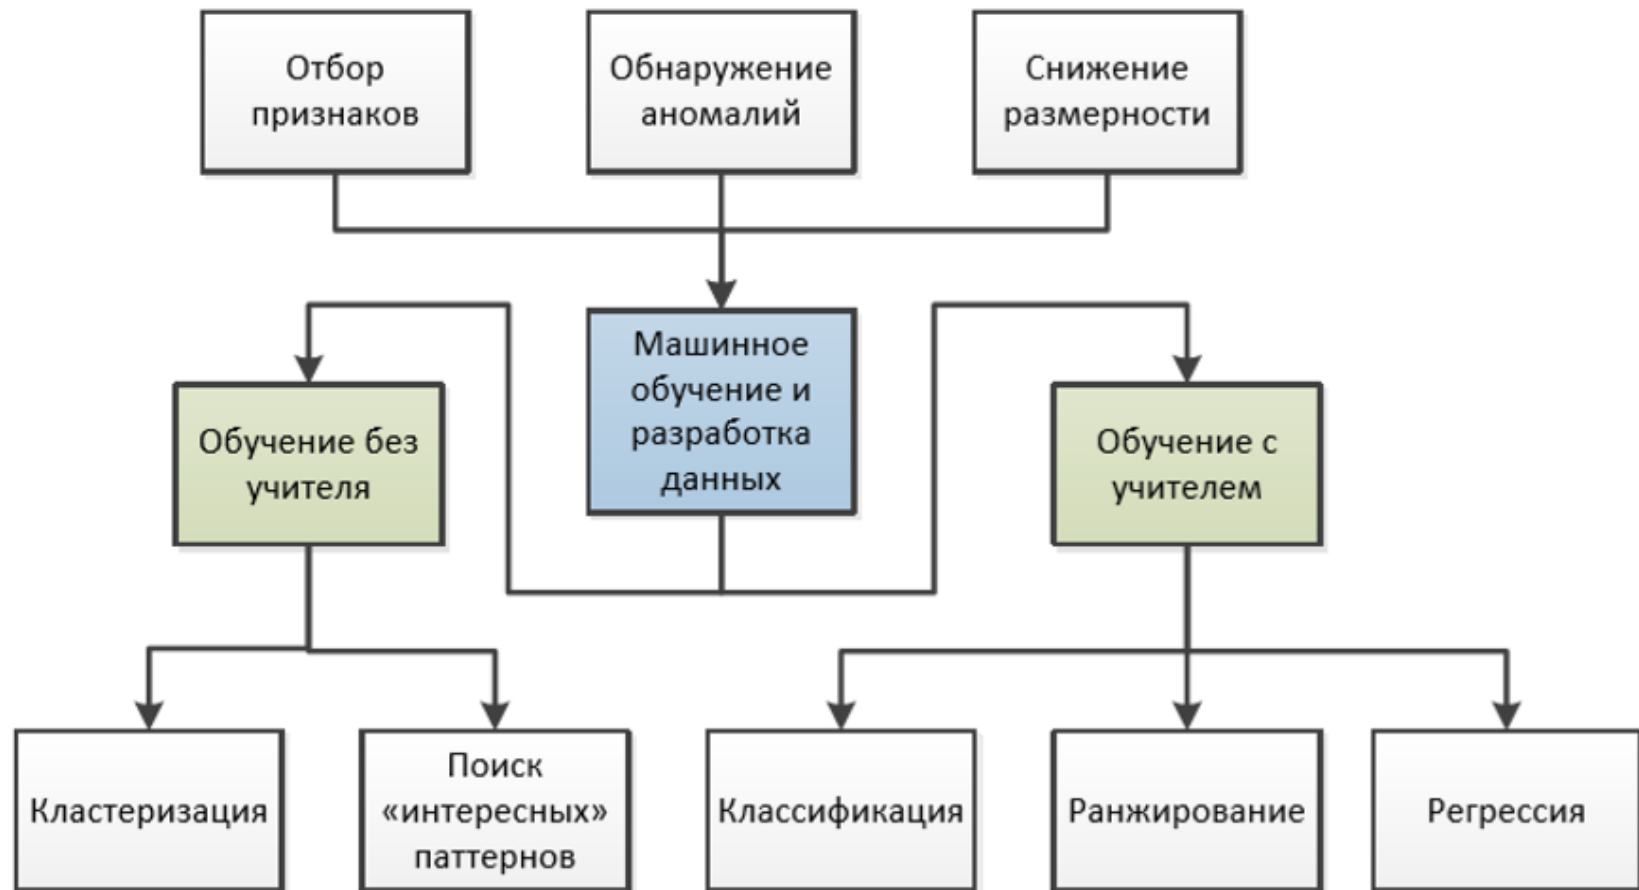 Отбор
признаков
Обнаружение
аномалий
Снижение
размерности
Машинное
обучение и
разработка
данных
Обучение без
учителя
Обучение с
учителем
Кластеризация
Поиск
«интересных»
паттернов
Классификация
Ранжирование
Регрессия